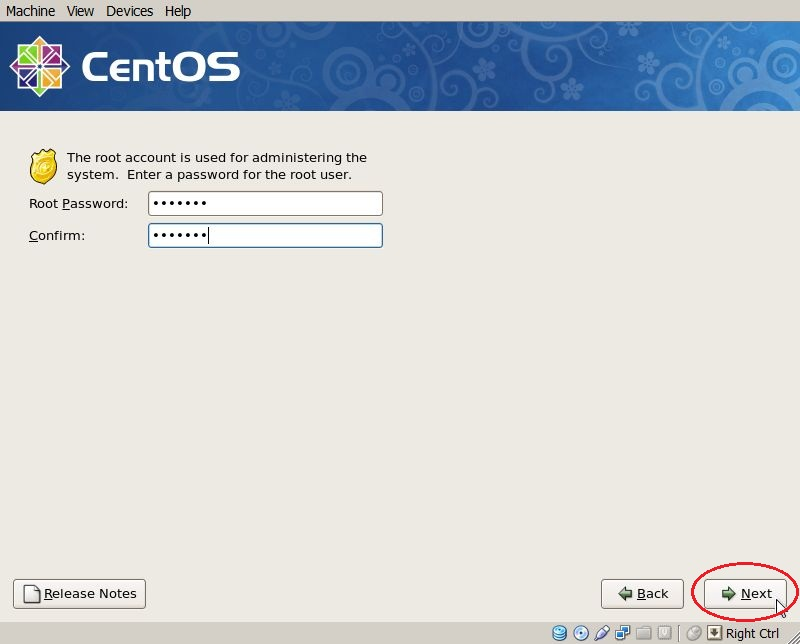 Machine View Devices Help
CentOS
The root account is used for administering the
system. Enter a password for the root user.
Root Password: •••••••
Confirm: •••••••
Release Notes Back Next
Right Ctrl